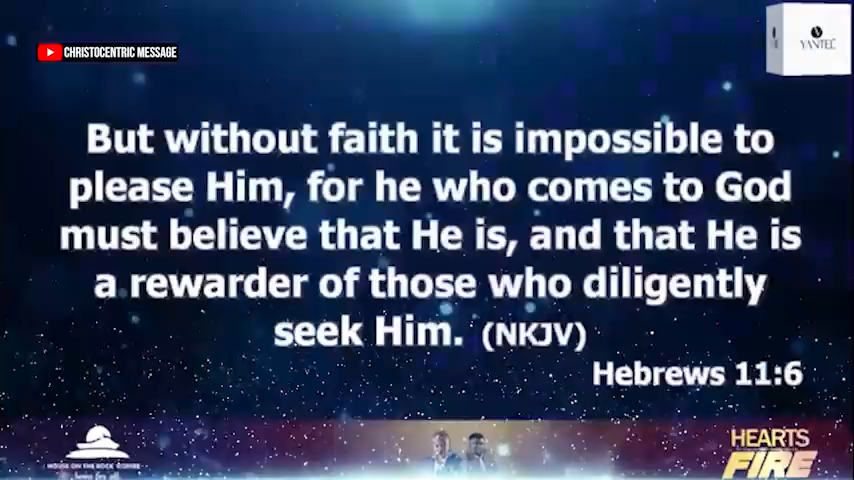 CHRISTOCENTRIC MESSAGE
YANTEĈ
But without faith it is impossible to
please Him, for he who comes to God
must believe that He is, and that He is
a rewarder of those who diligently
seek Him. (NKJV)
Hebrews 11:6
HOUSE ON THE ROCK
HEARTS
FIRE